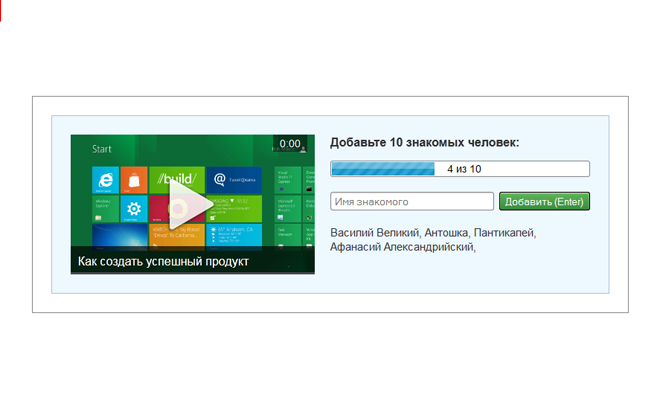 Start
0:00
//build/
@
Как создать успешный продукт
Добавьте 10 знакомых человек:
4 из 10
Имя знакомого
Добавить (Enter)
Василий Великий, Антошка, Пантикапей,
Афанасий Александрийский,